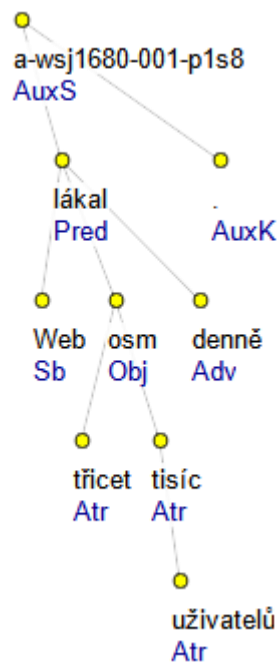 a-wsj1680-001-p1s8
AuxS
lákal .
Pred AuxK
Web osm denně
Sb Obj Adv
třicet tisíc
Atr Atr
uživatelů
Atr